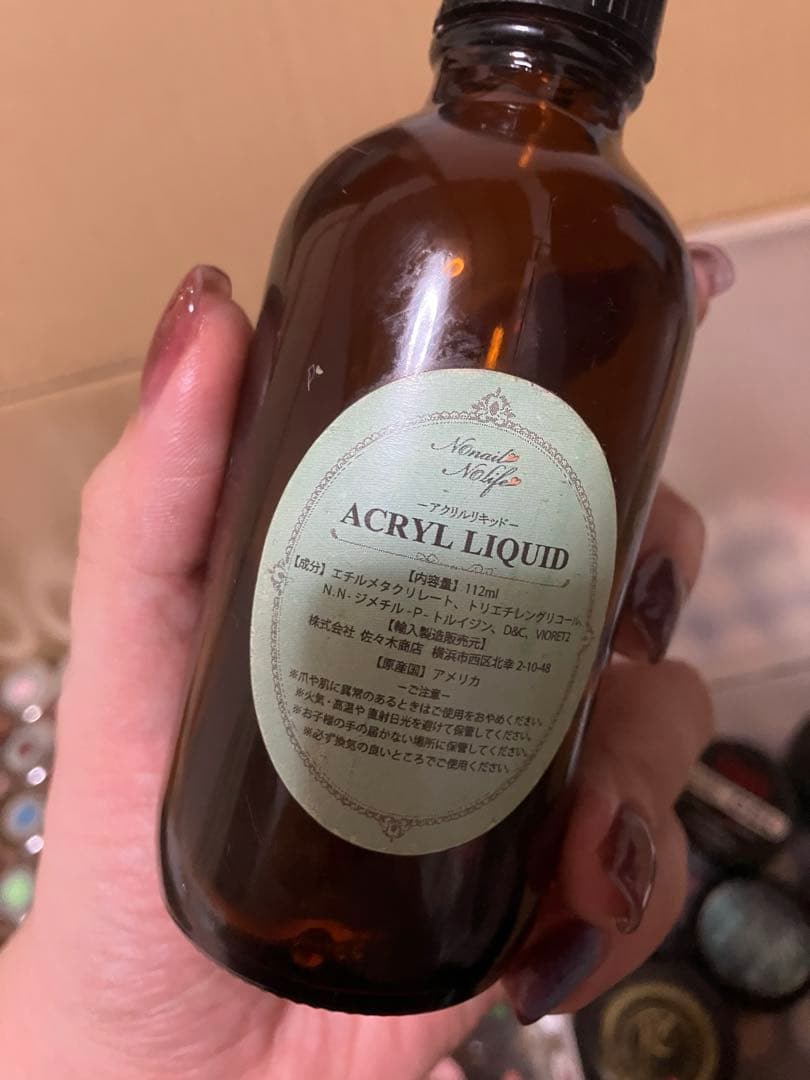 NOnail
NOlife
－アクリルリキッド－
ACRYL LIQUID
【内容量】112ml
【成分】エチルメタクリレート、トリエチレングリコール、
N.N-ジメチル-P-トルイジン、D&C、VIORET2
【輸入製造販売元】
株式会社 佐々木商店 横浜市西区北幸 2-10-48
【原産国】アメリカ
－ご注意－
※爪や肌に異常のあるときはご使用をおやめください。
※火気・高温や直射日光を避けて保管してください。
※お子様の手の届かない場所に保管してください。
※必ず換気の良いところでご使用ください。